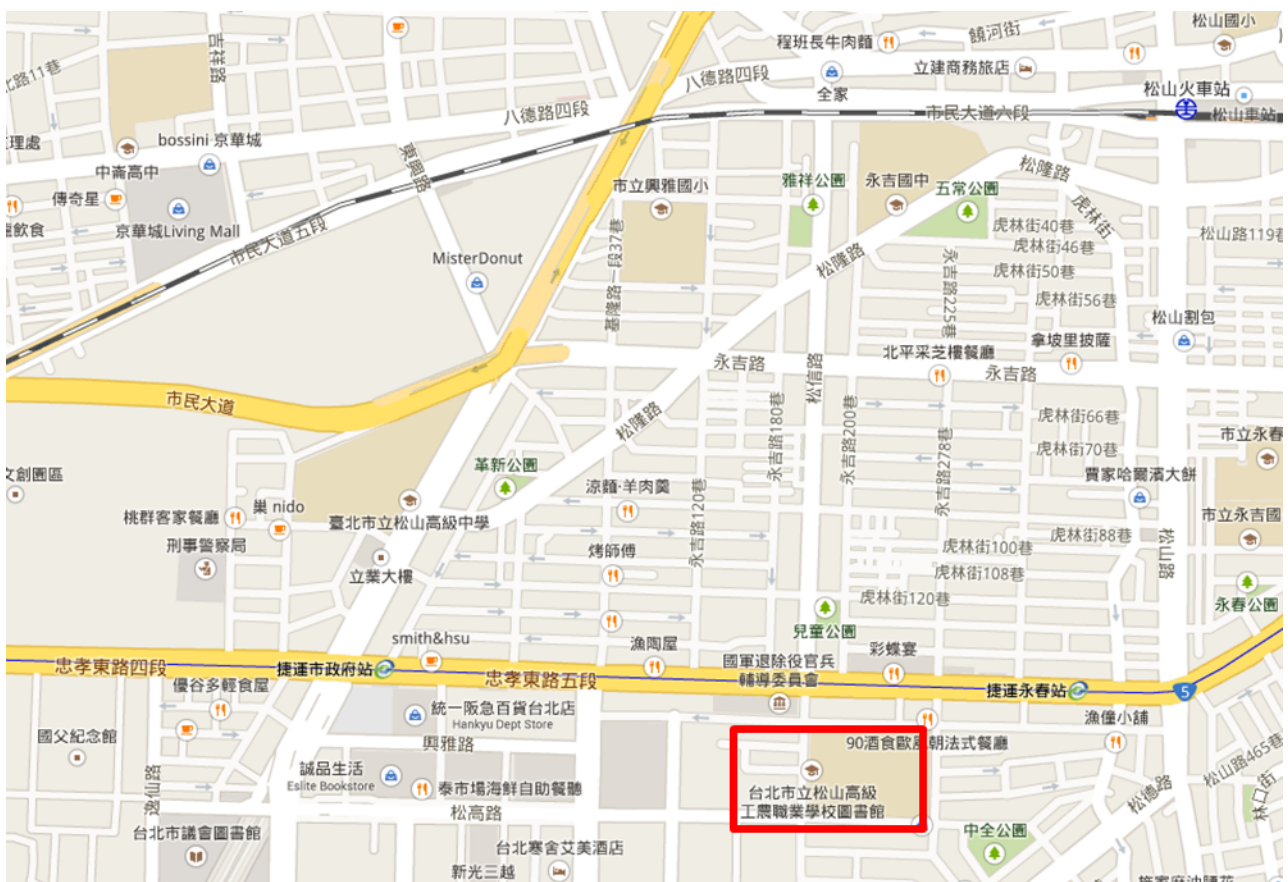 松山國小
饒河街
程班長牛肉麵
吉祥路
北路11巷
八德路四段
立建商務旅店
全家
松山火車站
八德路四段
市民大道六段
松山車站
理處
bossini 京華城
中崙高中
東興路
松隆路
市立興雅國小
雅祥公園
永吉國中
五常公園
傳奇星
虎林街
虎林街40巷
飲食
京華城Living Mall
市民大道五段
松山路119巷
虎林街46巷
MisterDonut
基隆路一段37巷
松隆路
永吉路225巷
虎林街50巷
虎林街56巷
松山割包
拿坡里披薩
北平采芝樓餐廳
永吉路
松信路
永吉路
市民大道
松隆路
永吉路180巷
永吉路200巷
虎林街66巷
市立永春
永吉路278巷
虎林街70巷
文創園區
革新公園
賈家哈爾濱大餅
涼麵·羊肉羹
巢 nido
桃群客家餐廳
臺北市立松山高級中學
永吉路120巷
市立永吉國
虎林街88巷
刑事警察局
烤師傅
虎林街100巷
松山路
立業大樓
虎林街108巷
虎林街120巷
永春公園
兒童公園
smith&hsu
漁陶屋
彩蝶宴
忠孝東路四段
捷運市政府站
國軍退除役官兵
輔導委員會
忠孝東路五段
優谷多輕食屋
捷運永春站
5
統一阪急百貨台北店
Hankyu Dept Store
漁僮小舖
國父紀念館
興雅路
90酒食歐風朝法式餐廳
誠品生活
Eslite Bookstore
泰市場海鮮自助餐廳
逸仙路
台北市立松山高級
工農職業學校圖書館
松山路465巷
松德路
林口街
松高路
台北市議會圖書館
中全公園
台北寒舍艾美酒店
新光三越